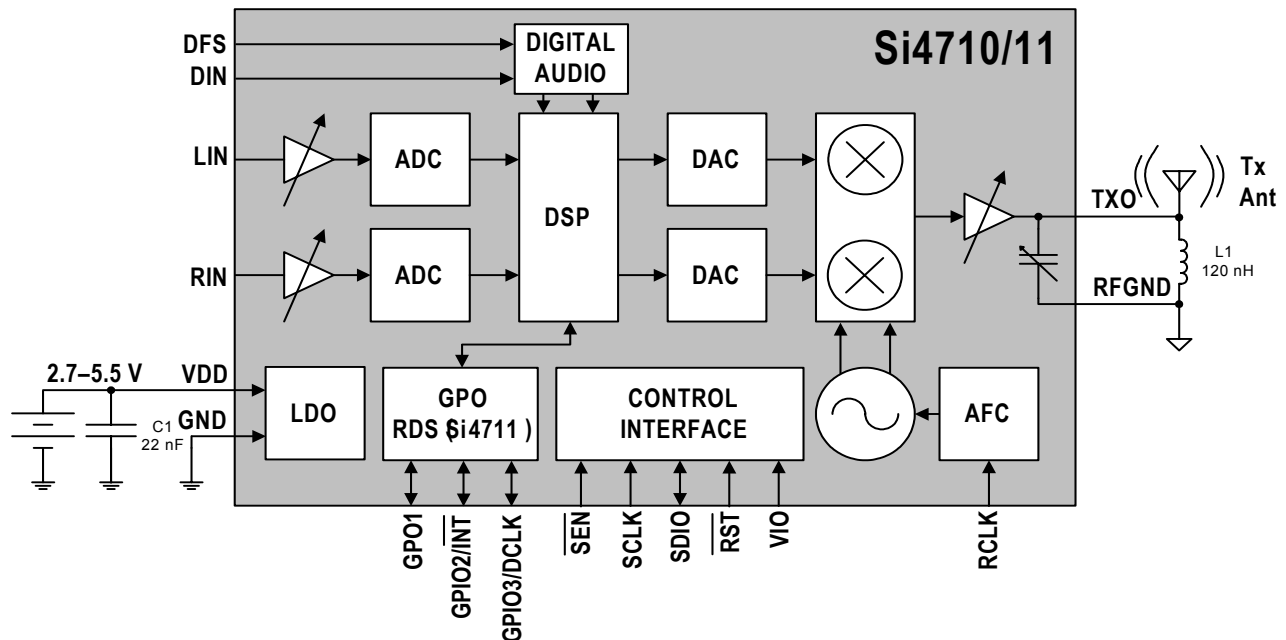 Si4710/11
DFS
DIN
DIGITAL
AUDIO
LIN
ADC
DSP
DAC
RIN
ADC
DAC
TXO
Tx
Ant
L1
120 nH
RFGND
2.7–5.5 V
VDD
GND
C1
22 nF
LDO
GPO
RDS (Si4711)
CONTROL
INTERFACE
AFC
GPO1
GPIO2/INT
GPIO3/DCLK
SEN
SCLK
SDIO
RST
VIO
RCLK